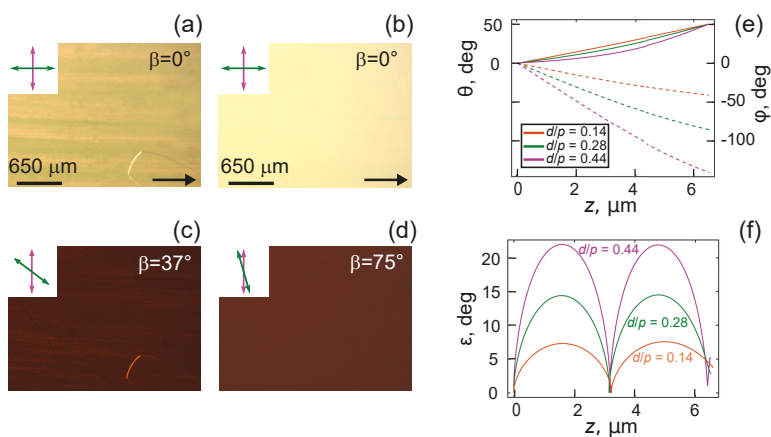 (a)
β=0°
650 μm
(b)
β=0°
650 μm
(c)
β=37°
(d)
β=75°
(e)
θ, deg
50
0
0
-50
-100
φ, deg
d/p = 0.14
d/p = 0.28
d/p = 0.44
0 2 4 6
z, μm
(f)
ε, deg
20
15
10
5
0
d/p = 0.44
d/p = 0.28
d/p = 0.14
0 2 4 6
z, μm